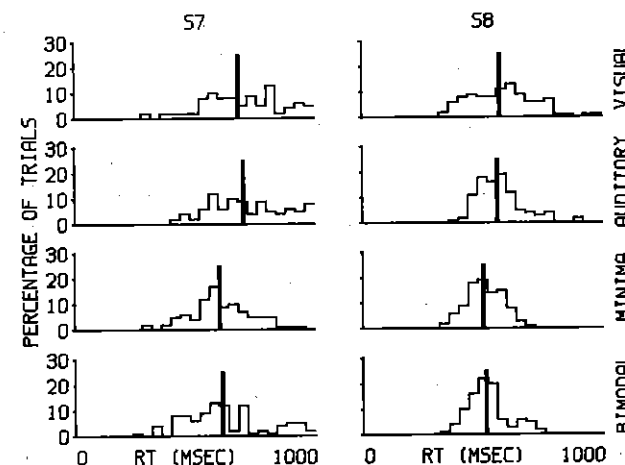 S7 S8
PERCENTAGE OF TRIALS
30
20
10
0
VISUAL
30
20
10
0
AUDITORY
30
20
10
0
MINIMA
30
20
10
0
BIMODAL
0 RT (MSEC) 1000 0 RT (MSEC) 1000